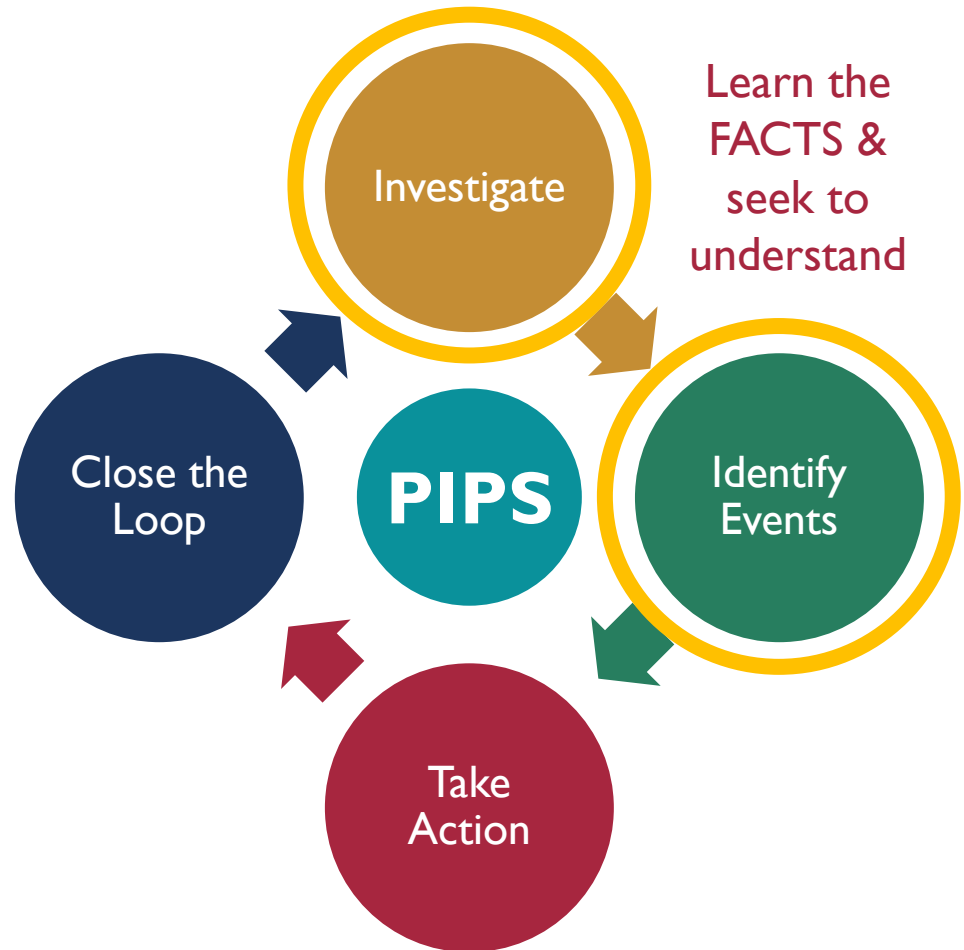 Investigate
Learn the
FACTS &
seek to
understand
Close the
Loop
PIPS
Identify
Events
Take
Action